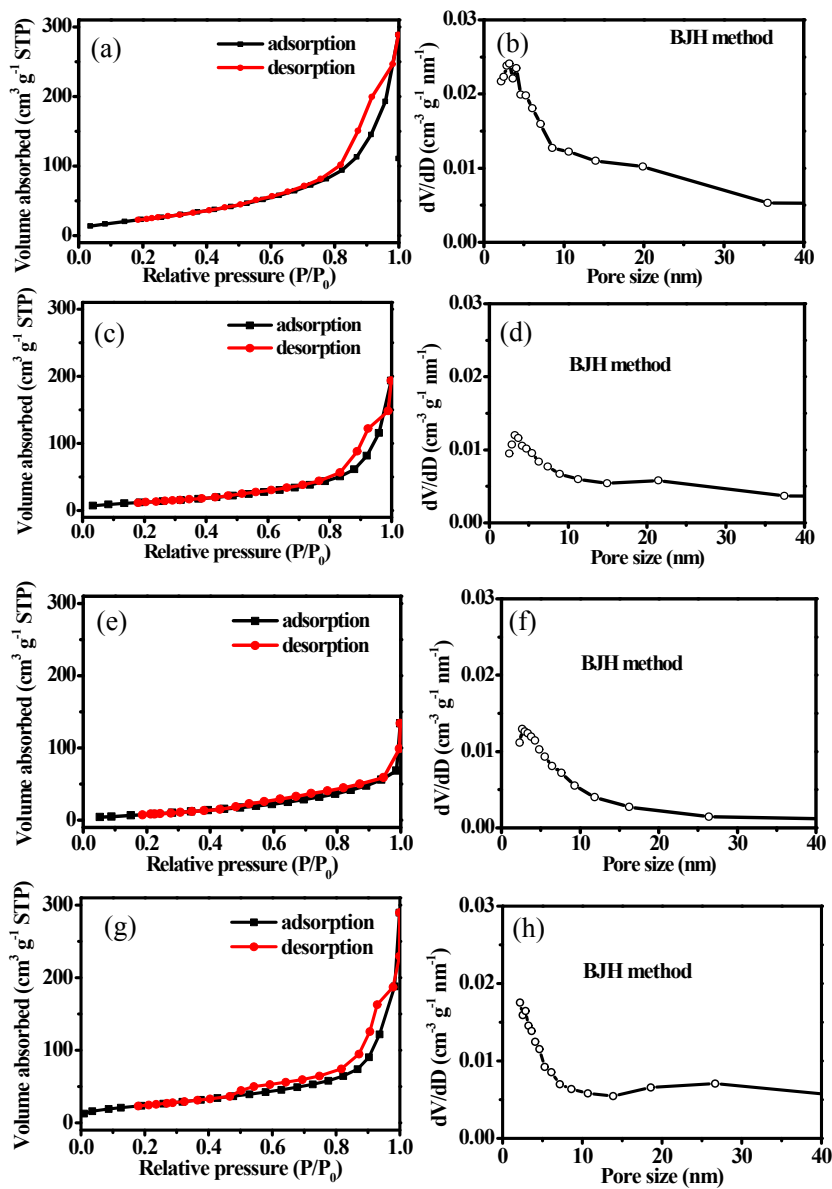 (a)
adsorption
desorption
Volume absorbed (cm³ g⁻¹ STP)
300
200
100
0
0.0 0.2 0.4 0.6 0.8 1.0
Relative pressure (P/P₀)
(b)
BJH method
dV/dD (cm⁻³ g⁻¹ nm⁻¹)
0.03
0.02
0.01
0.00
0 10 20 30 40
Pore size (nm)
(c)
adsorption
desorption
Volume absorbed (cm³ g⁻¹ STP)
300
200
100
0
0.0 0.2 0.4 0.6 0.8 1.0
Relative pressure (P/P₀)
(d)
BJH method
dV/dD (cm⁻³ g⁻¹ nm⁻¹)
0.03
0.02
0.01
0.00
0 10 20 30 40
Pore size (nm)
(e)
adsorption
desorption
Volume absorbed (cm³ g⁻¹ STP)
300
200
100
0
0.0 0.2 0.4 0.6 0.8 1.0
Relative pressure (P/P₀)
(f)
BJH method
dV/dD (cm⁻³ g⁻¹ nm⁻¹)
0.03
0.02
0.01
0.00
0 10 20 30 40
Pore size (nm)
(g)
adsorption
desorption
Volume absorbed (cm³ g⁻¹ STP)
300
200
100
0
0.0 0.2 0.4 0.6 0.8 1.0
Relative pressure (P/P₀)
(h)
BJH method
dV/dD (cm⁻³ g⁻¹ nm⁻¹)
0.03
0.02
0.01
0.00
0 10 20 30 40
Pore size (nm)